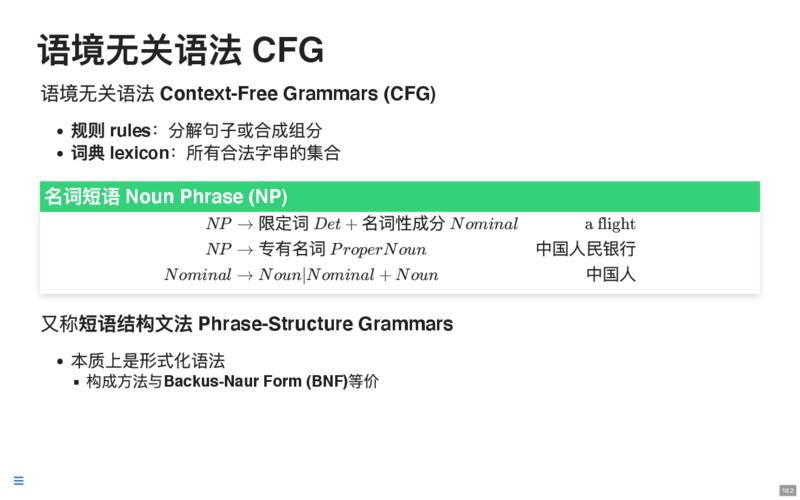 语境无关语法 CFG
语境无关语法 Context-Free Grammars (CFG)
• 规则 rules：分解句子或合成组分
• 词典 lexicon：所有合法字串的集合
名词短语 Noun Phrase (NP)
NP → 限定词 Det + 名词性成分 Nominal a flight
NP → 专有名词 ProperNoun 中国人民银行
Nominal → Noun|Nominal + Noun 中国人
又称短语结构文法 Phrase-Structure Grammars
• 本质上是形式化语法
▪ 构成方法与Backus-Naur Form (BNF)等价
18.2